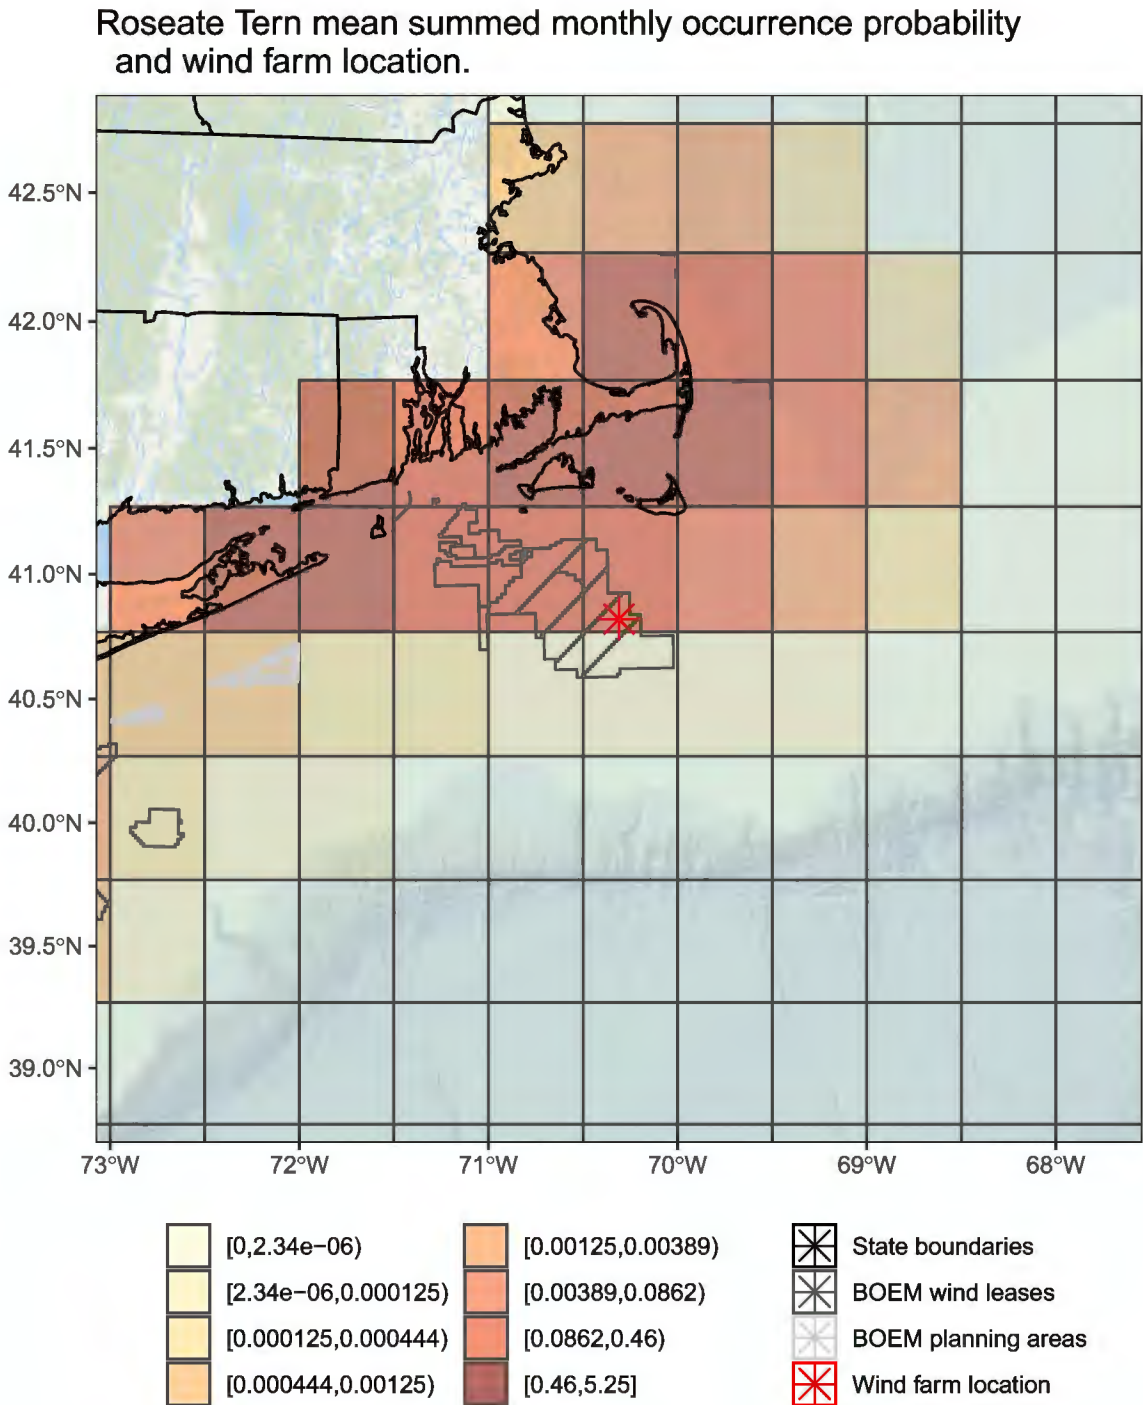 Roseate Tern mean summed monthly occurrence probability
and wind farm location.
42.5°N
42.0°N
41.5°N
41.0°N
40.5°N
40.0°N
39.5°N
39.0°N
73°W 72°W 71°W 70°W 69°W 68°W
[0,2.34e−06) [0.00125,0.00389) State boundaries
[2.34e−06,0.000125) [0.00389,0.0862) BOEM wind leases
[0.000125,0.000444) [0.0862,0.46) BOEM planning areas
[0.000444,0.00125) [0.46,5.25] Wind farm location